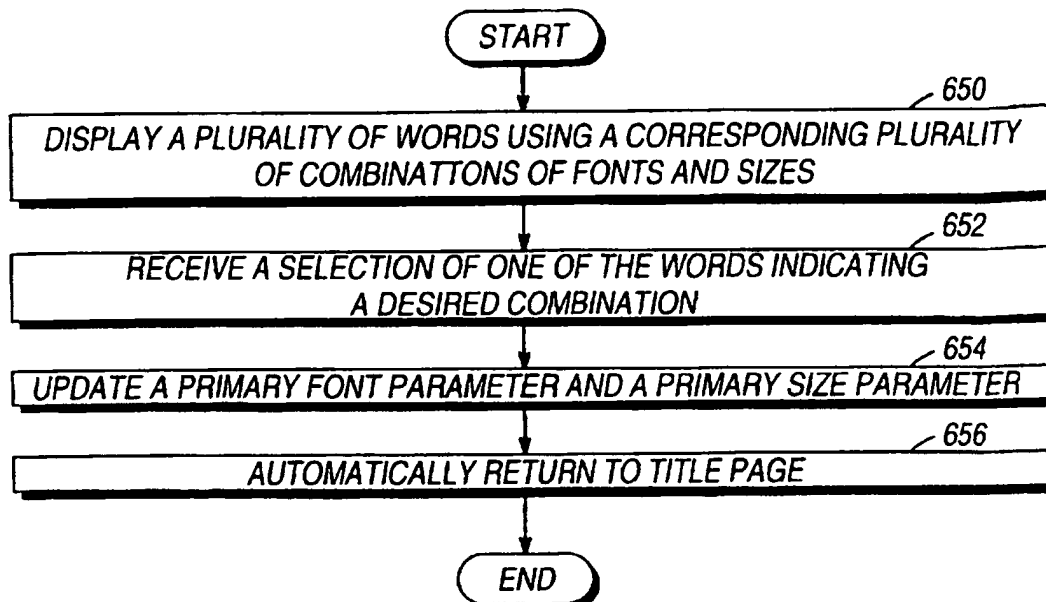 START
650
DISPLAY A PLURALITY OF WORDS USING A CORRESPONDING PLURALITY
OF COMBINATTONS OF FONTS AND SIZES
652
RECEIVE A SELECTION OF ONE OF THE WORDS INDICATING
A DESIRED COMBINATION
654
UPDATE A PRIMARY FONT PARAMETER AND A PRIMARY SIZE PARAMETER
656
AUTOMATICALLY RETURN TO TITLE PAGE
END